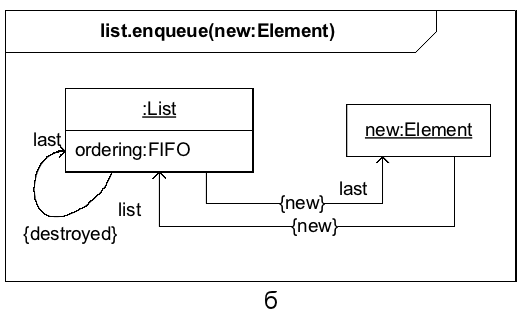 list.enqueue(new:Element)
:List
ordering:FIFO
new:Element
last
last
list
{new}
{new}
{destroyed}
б